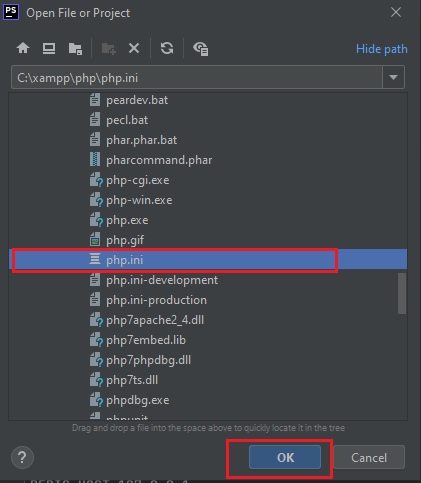 PS Open File or Project
Hide path
C:\xampp\php\php.ini
peardev.bat
pecl.bat
phar.phar.bat
pharcommand.phar
php-cgi.exe
php-win.exe
php.exe
php.gif
php.ini
php.ini-development
php.ini-production
php7apache2_4.dll
php7embed.lib
php7phpdbg.dll
php7ts.dll
phpdbg.exe
phpunit
Drag and drop a file into the space above to quickly locate it in the tree
? OK Cancel